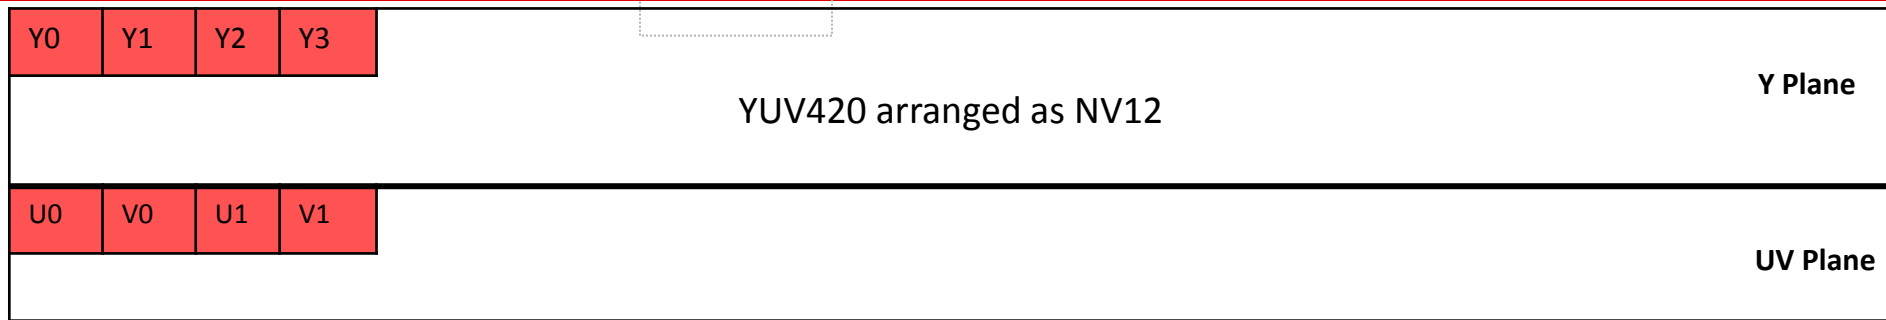 Y0 Y1 Y2 Y3
Y Plane
YUV420 arranged as NV12
U0 V0 U1 V1
UV Plane